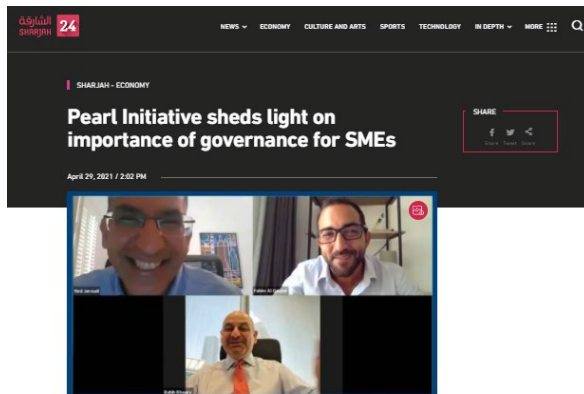 الشارقة 24
SHARJAH
NEWS ECONOMY CULTURE AND ARTS SPORTS TECHNOLOGY IN DEPTH MORE
SHARJAH - ECONOMY
Pearl Initiative sheds light on
importance of governance for SMEs
SHARE
Share Tweet Share
April 29, 2021 / 2:02 PM